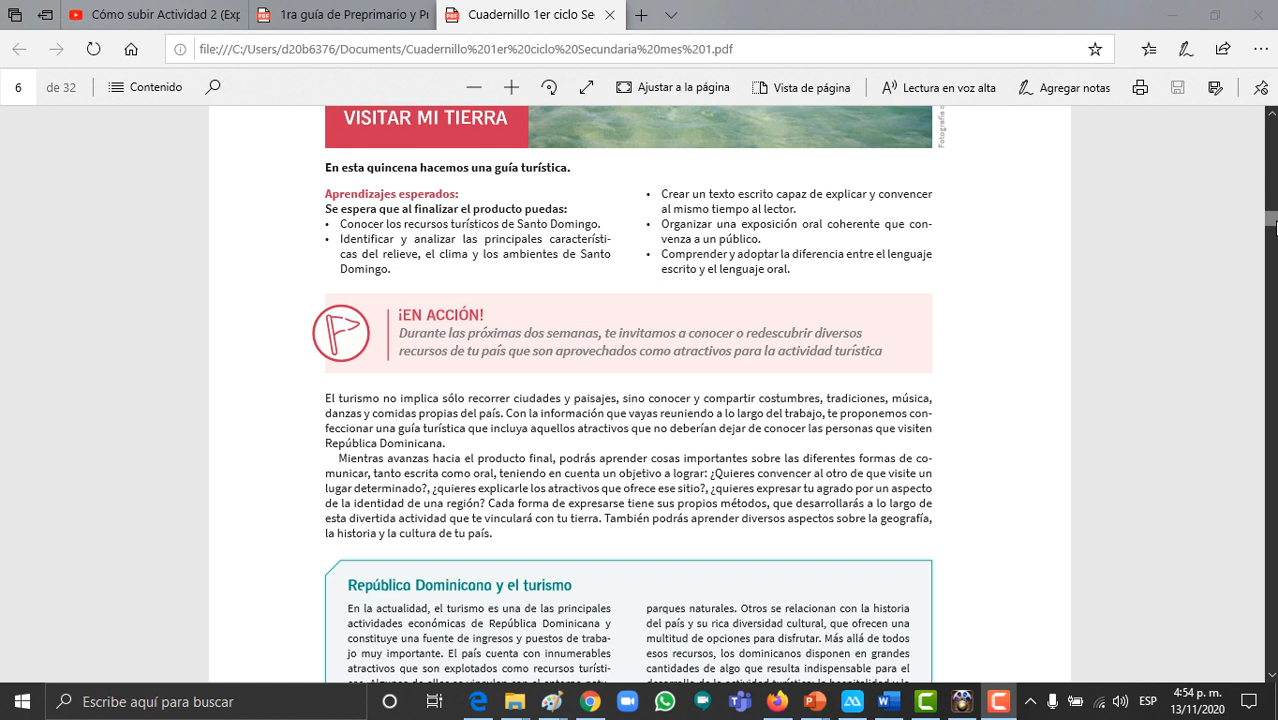 Cómo subir Actividad 2 (Exp
1ra guía de Preprimario y Pr
Cuadernillo 1er ciclo Se
file:///C:/Users/d20b6376/Documents/Cuadernillo%201er%20ciclo%20Secundaria%20mes%201.pdf
6 de 32 Contenido Ajustar a la página Vista de página Lectura en voz alta Agregar notas
VISITAR MI TIERRA
En esta quincena hacemos una guía turística.
Aprendizajes esperados:
Se espera que al finalizar el producto puedas:
• Conocer los recursos turísticos de Santo Domingo.
• Identificar y analizar las principales característi-
cas del relieve, el clima y los ambientes de Santo
Domingo.
• Crear un texto escrito capaz de explicar y convencer
al mismo tiempo al lector.
• Organizar una exposición oral coherente que con-
venza a un público.
• Comprender y adoptar la diferencia entre el lenguaje
escrito y el lenguaje oral.
¡EN ACCIÓN!
Durante las próximas dos semanas, te invitamos a conocer o redescubrir diversos
recursos de tu país que son aprovechados como atractivos para la actividad turística
El turismo no implica sólo recorrer ciudades y paisajes, sino conocer y compartir costumbres, tradiciones, música,
danzas y comidas propias del país. Con la información que vayas reuniendo a lo largo del trabajo, te proponemos con-
feccionar una guía turística que incluya aquellos atractivos que no deberían dejar de conocer las personas que visiten
República Dominicana.
Mientras avanzas hacia el producto final, podrás aprender cosas importantes sobre las diferentes formas de co-
municar, tanto escrita como oral, teniendo en cuenta un objetivo a lograr: ¿Quieres convencer al otro de que visite un
lugar determinado?, ¿quieres explicarle los atractivos que ofrece ese sitio?, ¿quieres expresar tu agrado por un aspecto
de la identidad de una región? Cada forma de expresarse tiene sus propios métodos, que desarrollarás a lo largo de
esta divertida actividad que te vinculará con tu tierra. También podrás aprender diversos aspectos sobre la geografía,
la historia y la cultura de tu país.
República Dominicana y el turismo
En la actualidad, el turismo es una de las principales
actividades económicas de República Dominicana y
constituye una fuente de ingresos y puestos de traba-
jo muy importante. El país cuenta con innumerables
atractivos que son explotados como recursos turísti-
parques naturales. Otros se relacionan con la historia
del país y su rica diversidad cultural, que ofrecen una
multitud de opciones para disfrutar. Más allá de todos
esos recursos, los dominicanos disponen en grandes
cantidades de algo que resulta indispensable para el
Fotografía
Escribe aquí para buscar
ESP
4:54 p. m.
13/11/2020